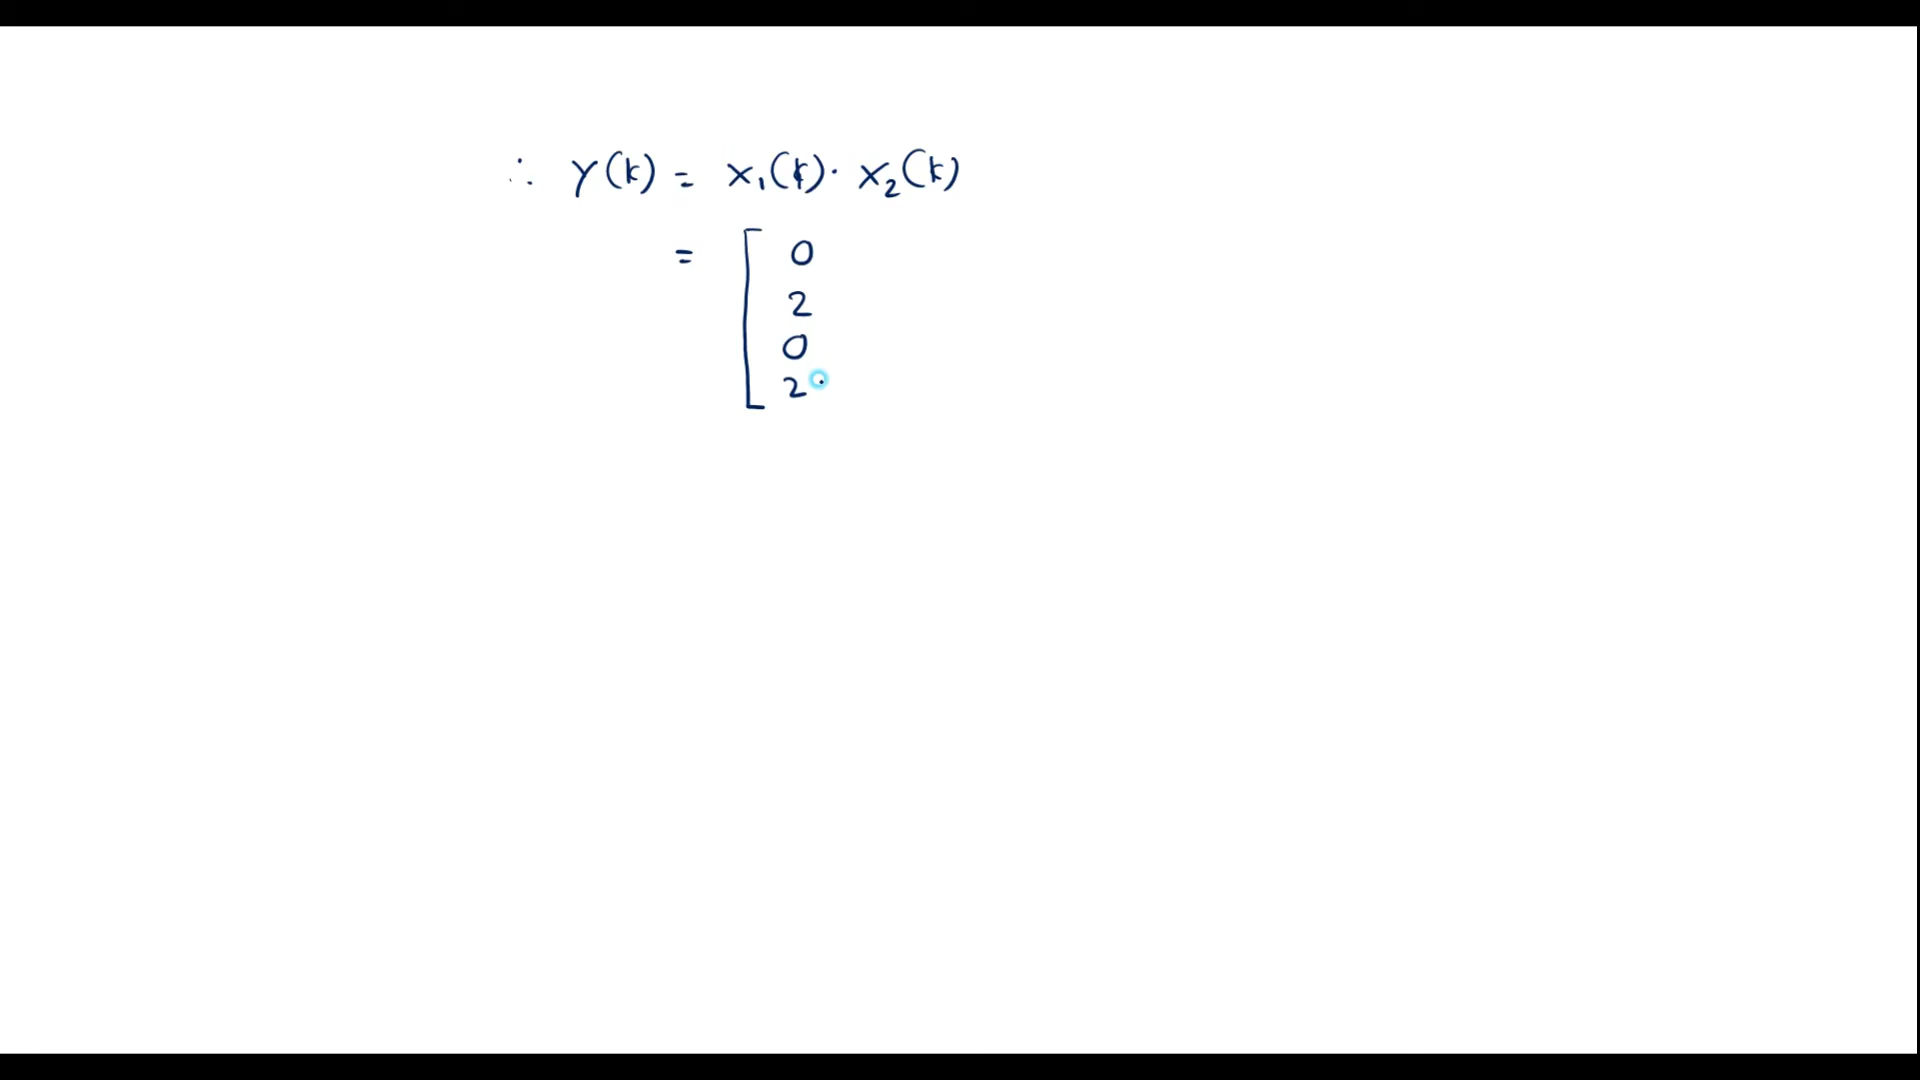 ∴ Y(k) = X₁(k) · X₂(k)
= [ 0
2
0
2